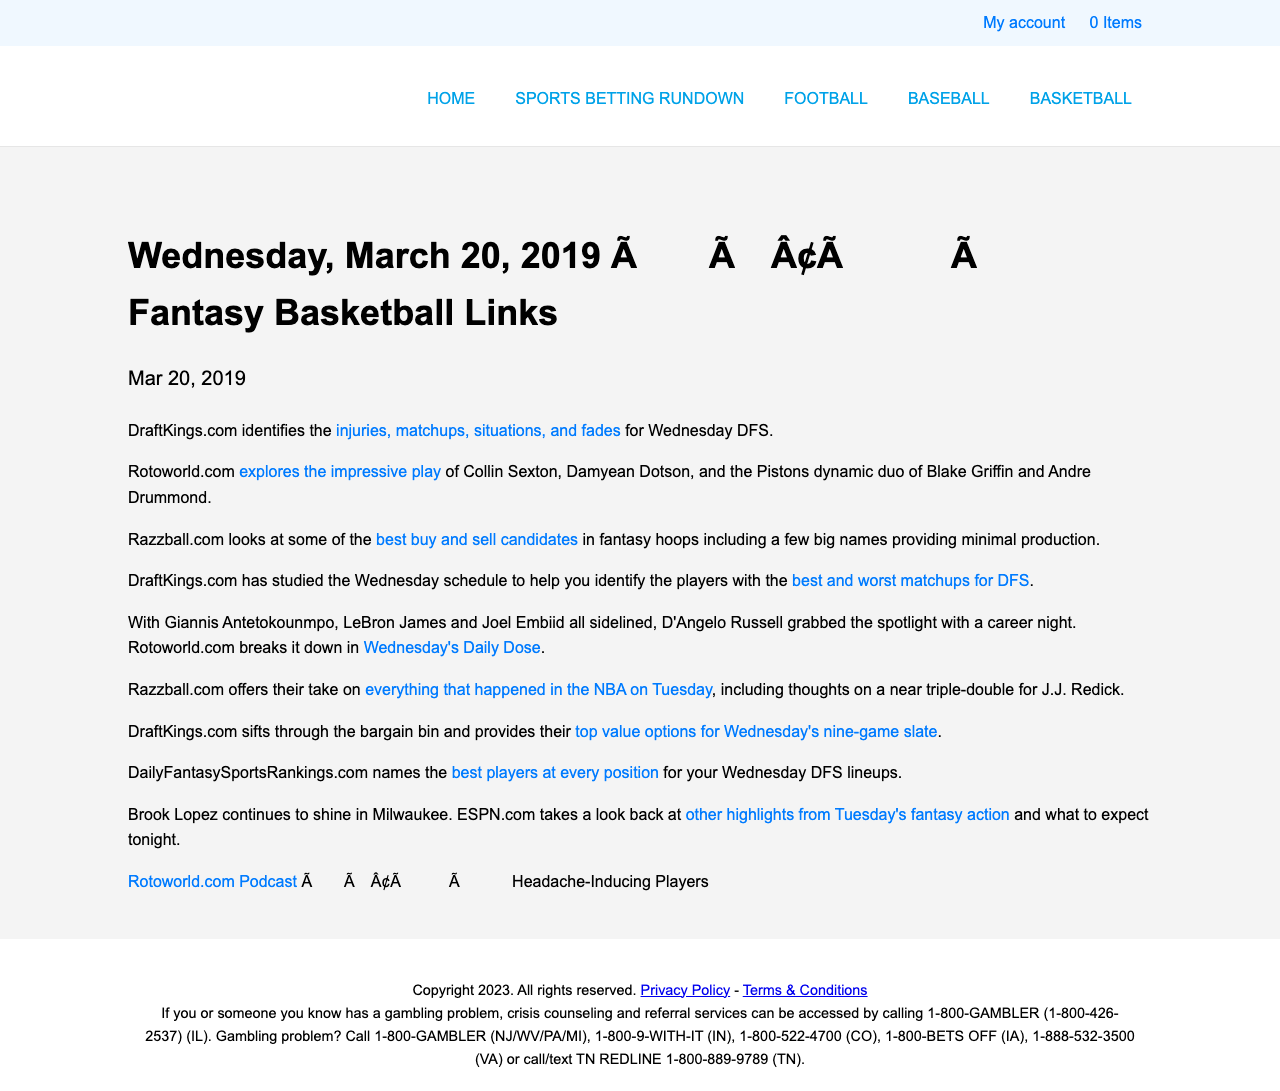 My account 0 Items
HOME SPORTS BETTING RUNDOWN FOOTBALL BASEBALL BASKETBALL
Wednesday, March 20, 2019 Ã Ã Â¢Ã Ã
Fantasy Basketball Links
Mar 20, 2019
DraftKings.com identifies the injuries, matchups, situations, and fades for Wednesday DFS.
Rotoworld.com explores the impressive play of Collin Sexton, Damyean Dotson, and the Pistons dynamic duo of Blake Griffin and Andre
Drummond.
Razzball.com looks at some of the best buy and sell candidates in fantasy hoops including a few big names providing minimal production.
DraftKings.com has studied the Wednesday schedule to help you identify the players with the best and worst matchups for DFS.
With Giannis Antetokounmpo, LeBron James and Joel Embiid all sidelined, D'Angelo Russell grabbed the spotlight with a career night.
Rotoworld.com breaks it down in Wednesday's Daily Dose.
Razzball.com offers their take on everything that happened in the NBA on Tuesday, including thoughts on a near triple-double for J.J. Redick.
DraftKings.com sifts through the bargain bin and provides their top value options for Wednesday's nine-game slate.
DailyFantasySportsRankings.com names the best players at every position for your Wednesday DFS lineups.
Brook Lopez continues to shine in Milwaukee. ESPN.com takes a look back at other highlights from Tuesday's fantasy action and what to expect
tonight.
Rotoworld.com Podcast Ã Ã Â¢Ã Ã Headache-Inducing Players
Copyright 2023. All rights reserved. Privacy Policy - Terms & Conditions
If you or someone you know has a gambling problem, crisis counseling and referral services can be accessed by calling 1-800-GAMBLER (1-800-426-
2537) (IL). Gambling problem? Call 1-800-GAMBLER (NJ/WV/PA/MI), 1-800-9-WITH-IT (IN), 1-800-522-4700 (CO), 1-800-BETS OFF (IA), 1-888-532-3500
(VA) or call/text TN REDLINE 1-800-889-9789 (TN).